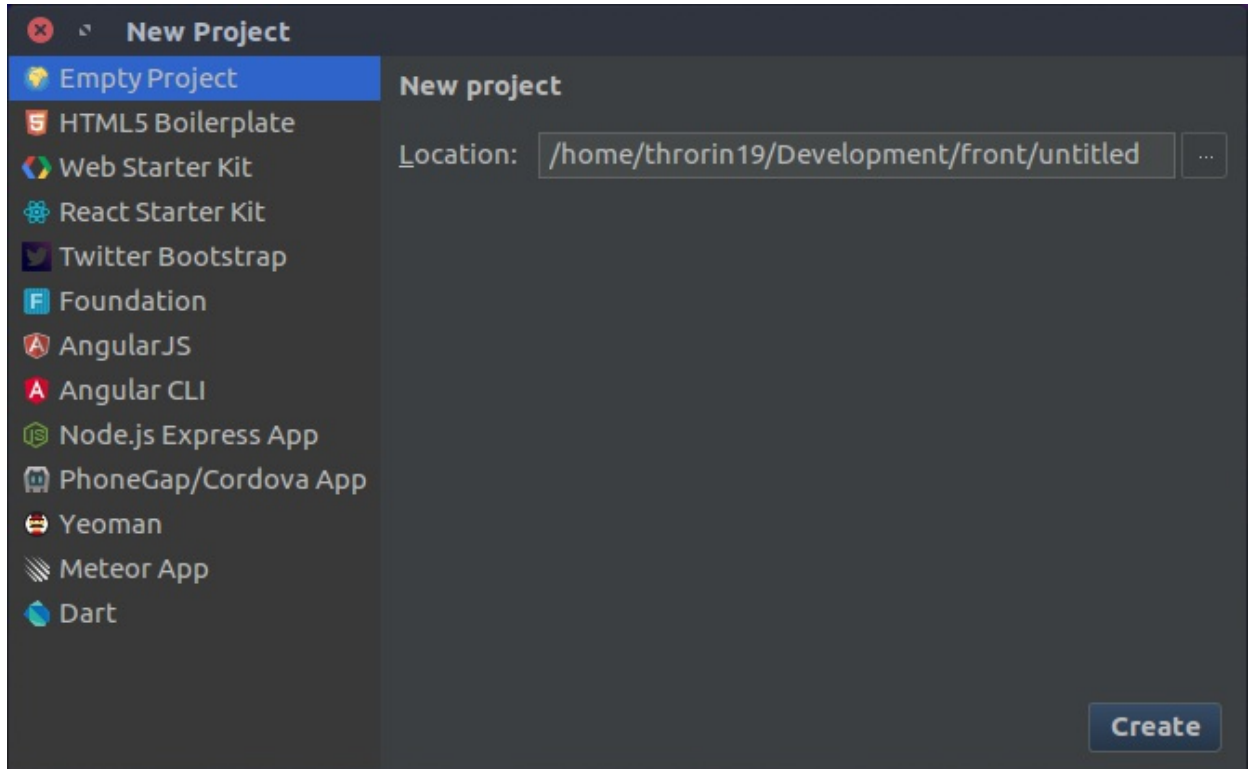 New Project
Empty Project
HTML5 Boilerplate
Web Starter Kit
React Starter Kit
Twitter Bootstrap
Foundation
AngularJS
Angular CLI
Node.js Express App
PhoneGap/Cordova App
Yeoman
Meteor App
Dart
New project
Location: /home/throrin19/Development/front/untitled ...
Create